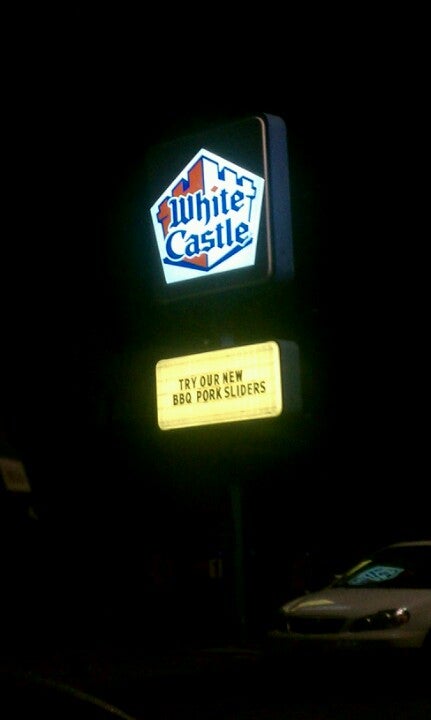 White
Castle
TRY OUR NEW
BBQ PORK SLIDERS